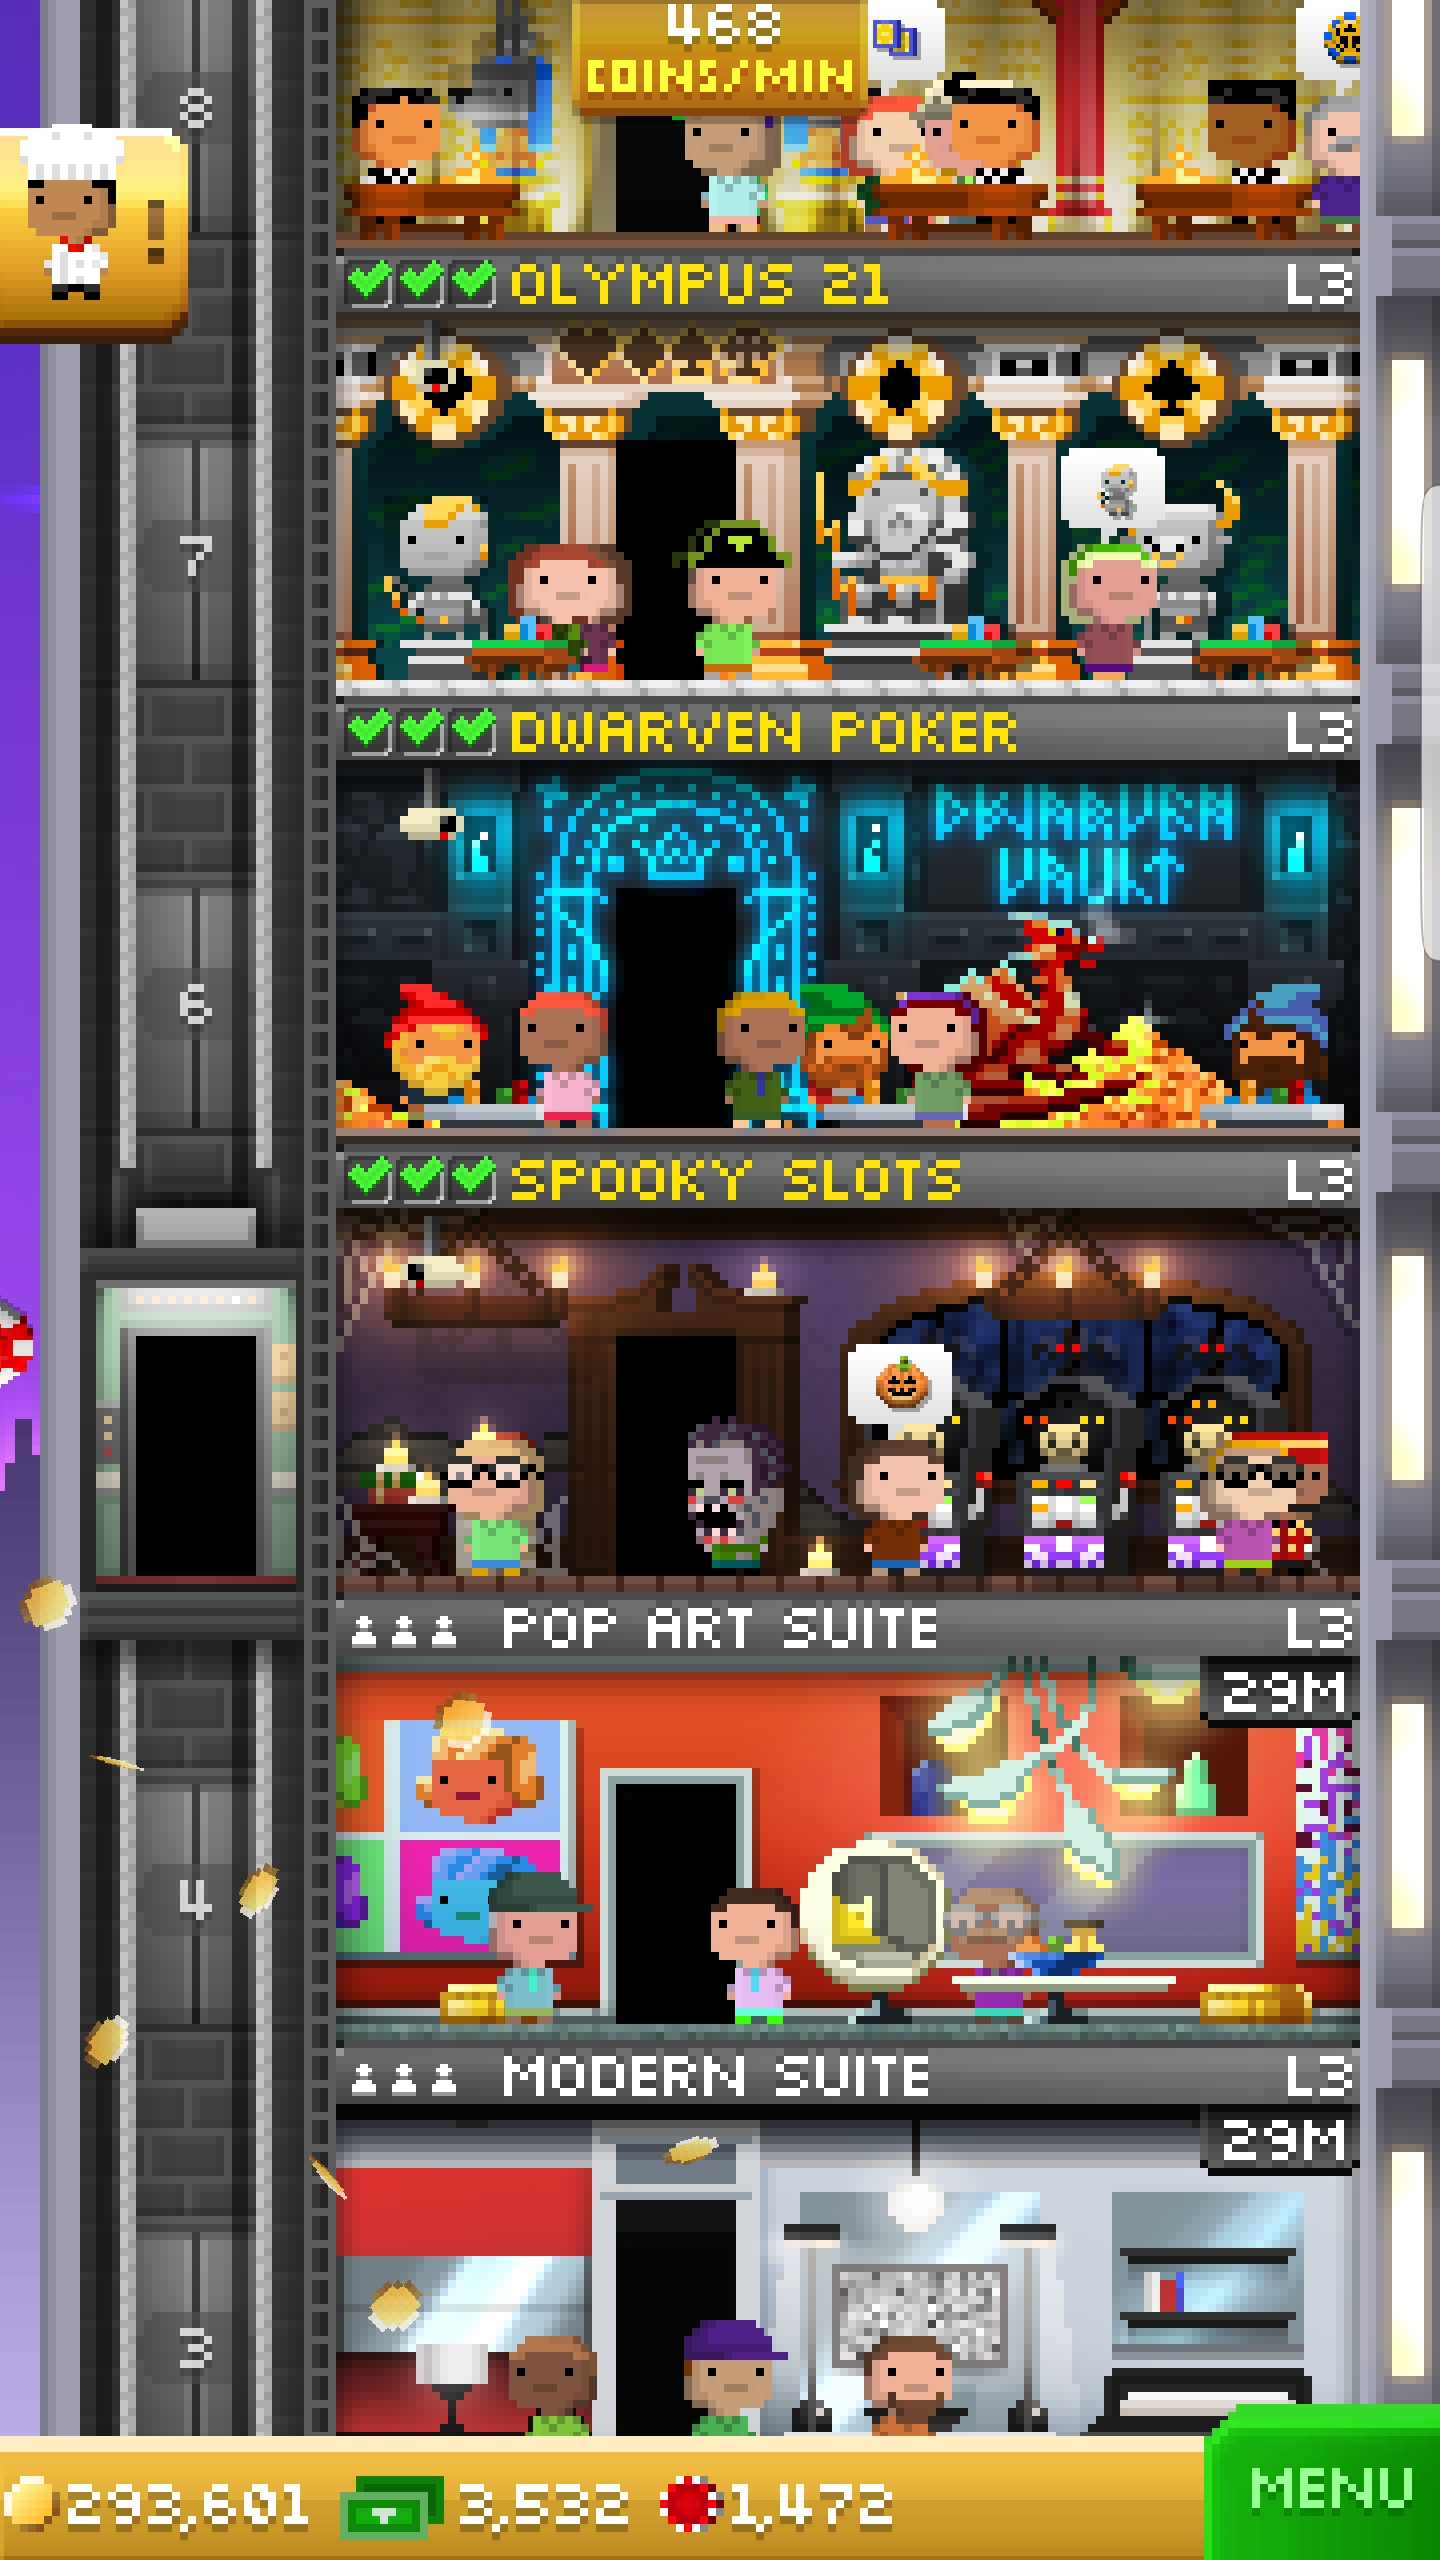 468
COINS/MIN
8
!
OLYMPUS 21 L3
7
DWARVEN POKER L3
DWARVEN
VAULT
6
SPOOKY SLOTS L3
POP ART SUITE L3
29M
4
MODERN SUITE L3
29M
3
293,601 3,532 1,472
MENU